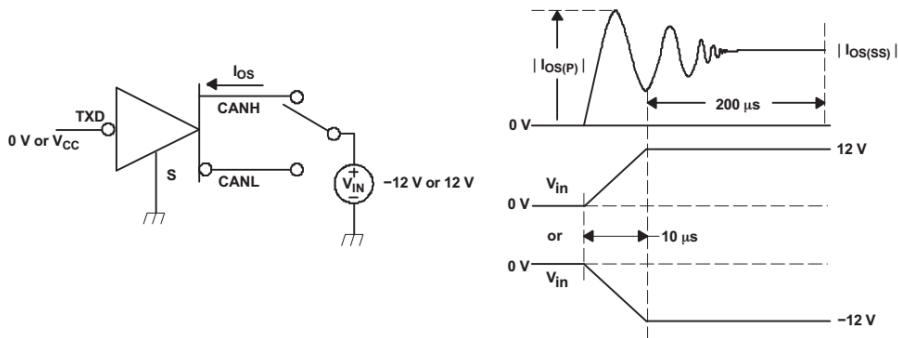 I_OS
TXD
CANH
0 V or V_CC
S
CANL
V_IN
+
−
−12 V or 12 V
| I_OS(P) |
| I_OS(SS) |
200 μs
0 V
12 V
V_in
0 V
or
10 μs
0 V
V_in
−12 V